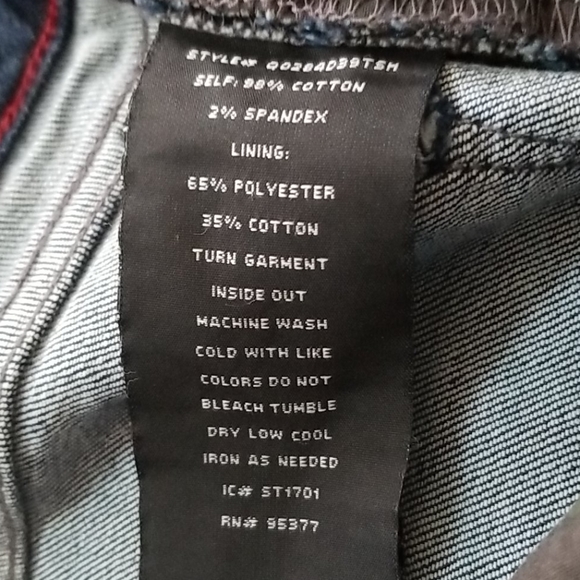 STYLE# Q0284D39TSH
SELF: 98% COTTON
2% SPANDEX
LINING:
65% POLYESTER
35% COTTON
TURN GARMENT
INSIDE OUT
MACHINE WASH
COLD WITH LIKE
COLORS DO NOT
BLEACH TUMBLE
DRY LOW COOL
IRON AS NEEDED
IC# ST1701
RN# 95377